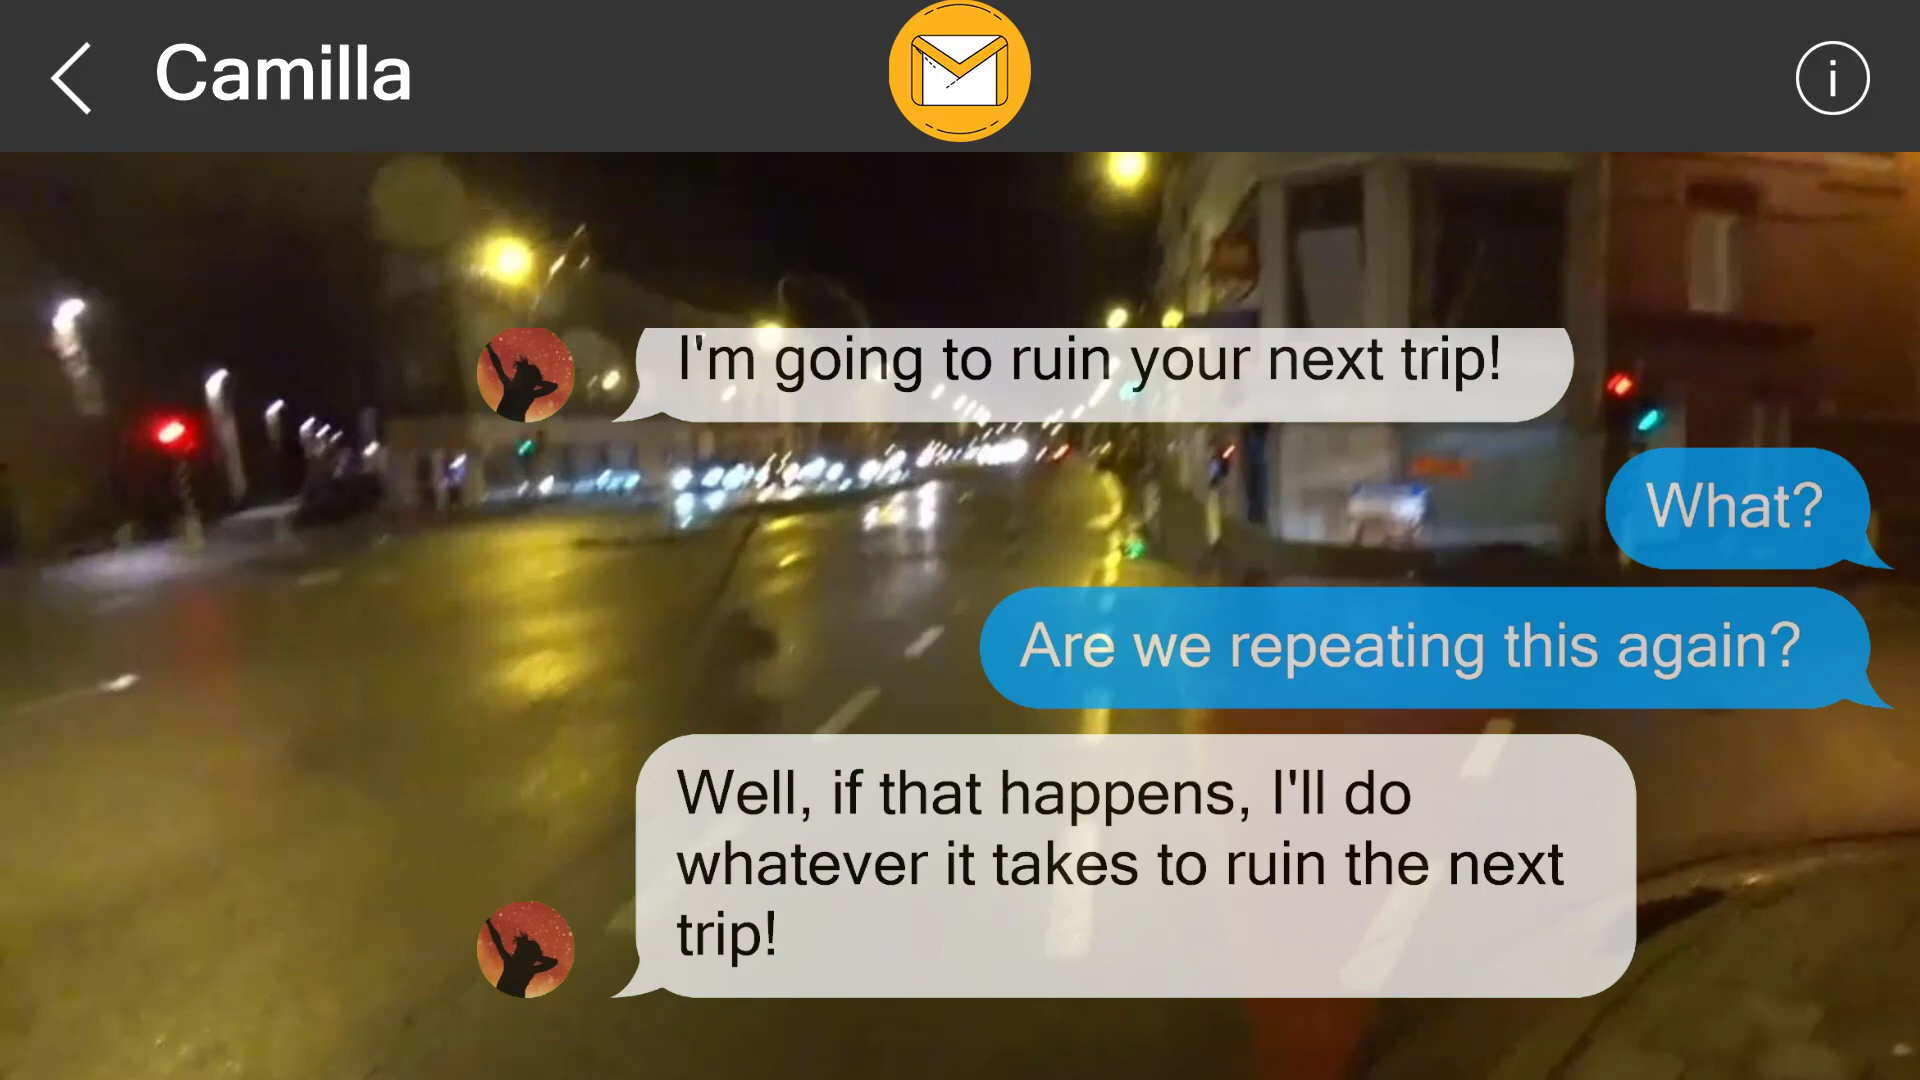 Camilla
I'm going to ruin your next trip!
What?
Are we repeating this again?
Well, if that happens, I'll do
whatever it takes to ruin the next
trip!